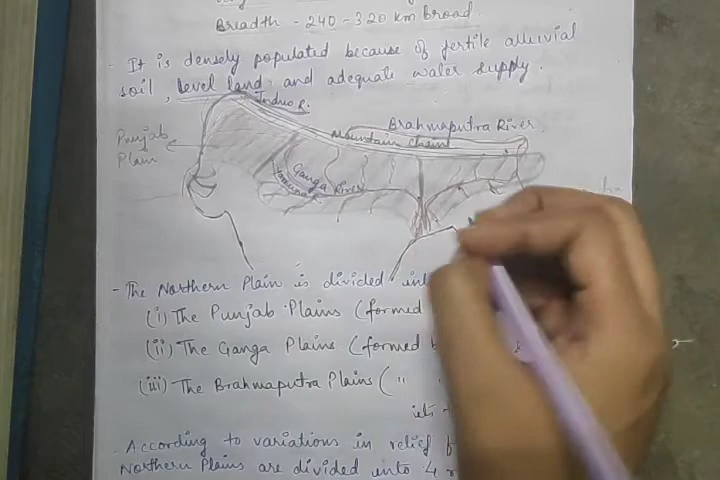 Breadth - 240 - 320 km Broad.
- It is densely populated because of fertile alluvial
soil, level land and adequate water supply.
Indus R.
Brahmaputra River
Punjab
Plain
Mountain Chain
Ganga River
Yamuna R.
- The Northern Plain is divided int
(i) The Punjab Plains (formed
(ii) The Ganga Plains (formed b
(iii) The Brahmaputra Plains ( "
its
- According to variations in relief f
Northern Plains are divided into 4 r